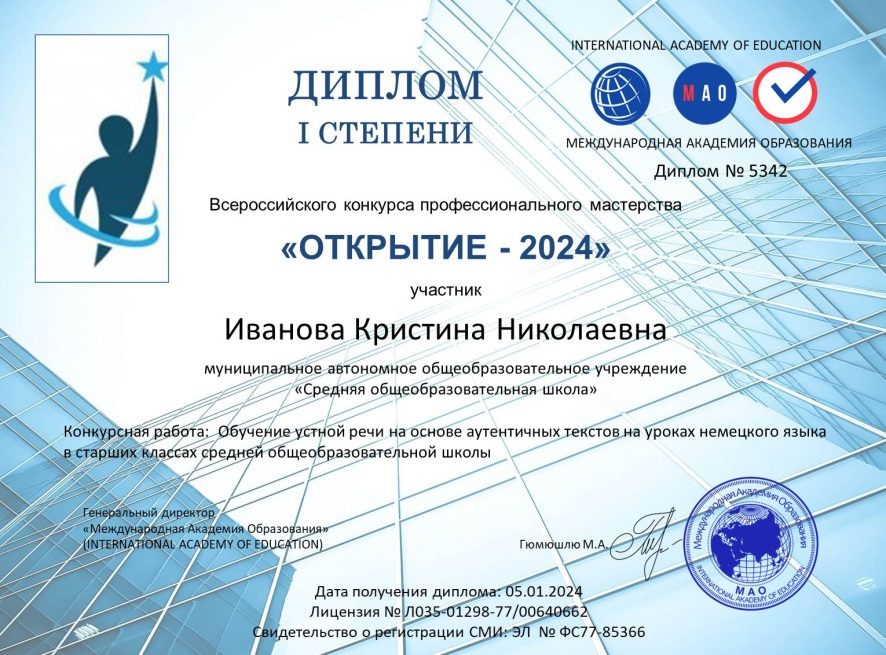 INTERNATIONAL ACADEMY OF EDUCATION
МАО
МЕЖДУНАРОДНАЯ АКАДЕМИЯ ОБРАЗОВАНИЯ
Диплом № 5342
ДИПЛОМ
I СТЕПЕНИ
Всероссийского конкурса профессионального мастерства
«ОТКРЫТИЕ - 2024»
участник
Иванова Кристина Николаевна
муниципальное автономное общеобразовательное учреждение
«Средняя общеобразовательная школа»
Конкурсная работа: Обучение устной речи на основе аутентичных текстов на уроках немецкого языка
в старших классах средней общеобразовательной школы
Генеральный директор
«Международная Академия Образования»
(INTERNATIONAL ACADEMY OF EDUCATION)
Гюмюшлю М.А.
Международная Академия Образования
МАО
INTERNATIONAL ACADEMY OF EDUCATION
Дата получения диплома: 05.01.2024
Лицензия № Л035-01298-77/00640662
Свидетельство о регистрации СМИ: ЭЛ № ФС77-85366